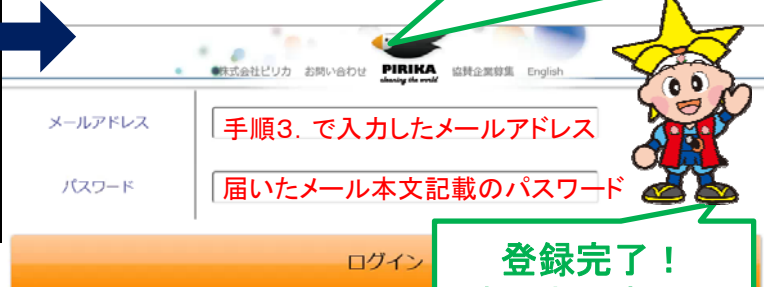 株式会社ピリカ お問い合わせ PIRIKA 協賛企業募集 English
cleaning the world
メールアドレス 手順3．で入力したメールアドレス
パスワード 届いたメール本文記載のパスワード
ログイン
登録完了！